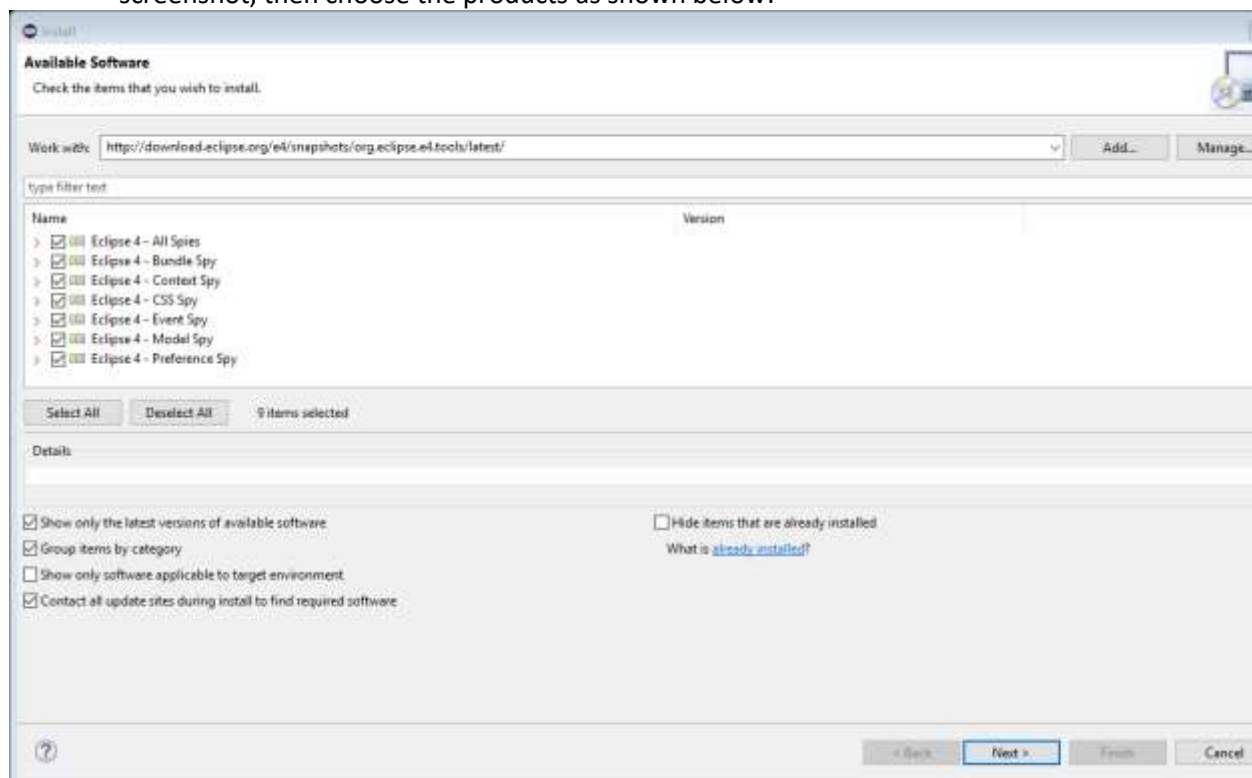 screenshot, then choose the products as shown below.
Install
Available Software
Check the items that you wish to install.
Work with: http://download.eclipse.org/e4/snapshots/org.eclipse.e4.tools/latest/ Add... Manage...
type filter text
Name Version
Eclipse 4 - All Spies
Eclipse 4 - Bundle Spy
Eclipse 4 - Context Spy
Eclipse 4 - CSS Spy
Eclipse 4 - Event Spy
Eclipse 4 - Model Spy
Eclipse 4 - Preference Spy
Select All Deselect All 9 items selected
Details
Show only the latest versions of available software Hide items that are already installed
Group items by category What is already installed?
Show only software applicable to target environment
Contact all update sites during install to find required software
< Back Next > Finish Cancel